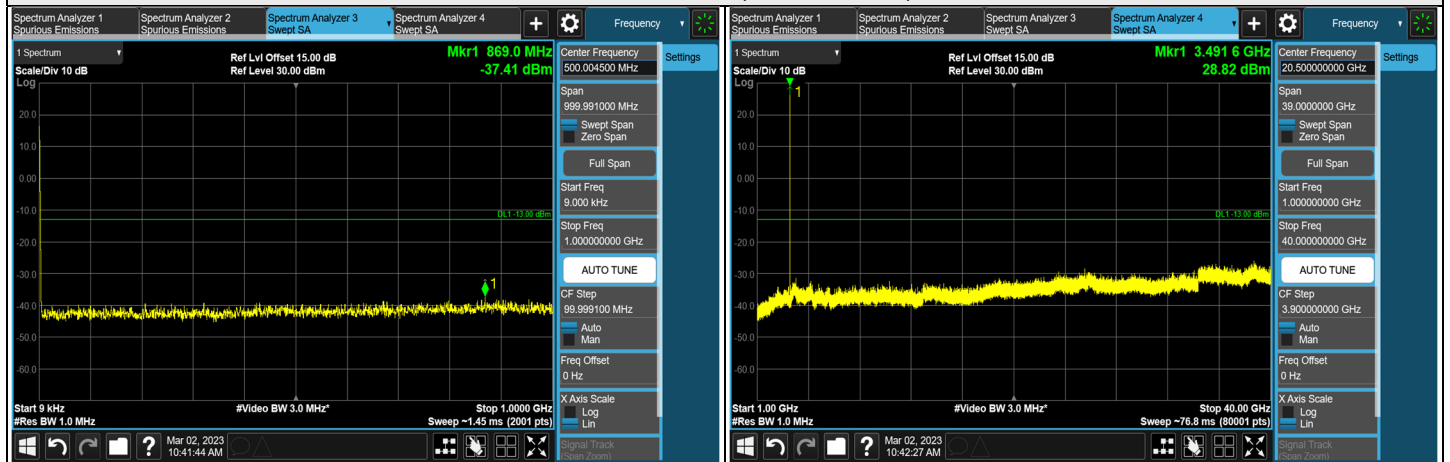 Spectrum Analyzer 1
Spurious Emissions
Spectrum Analyzer 2
Spurious Emissions
Spectrum Analyzer 3
Swept SA
Spectrum Analyzer 4
Swept SA
+
Frequency
1 Spectrum
Scale/Div 10 dB
Log
Ref Lvl Offset 15.00 dB
Ref Level 30.00 dBm
Mkr1 869.0 MHz
-37.41 dBm
20.0
10.0
0.00
-10.0
-20.0
-30.0
-40.0
-50.0
-60.0
DL1 -13.00 dBm
1
Start 9 kHz
#Res BW 1.0 MHz
#Video BW 3.0 MHz*
Stop 1.0000 GHz
Sweep ~1.45 ms (2001 pts)
Center Frequency
500.004500 MHz
Settings
Span
999.991000 MHz
Swept Span
Zero Span
Full Span
Start Freq
9.000 kHz
Stop Freq
1.000000000 GHz
AUTO TUNE
CF Step
99.999100 MHz
Auto
Man
Freq Offset
0 Hz
X Axis Scale
Log
Lin
Signal Track
(Span Zoom)
?
Mar 02, 2023
10:41:44 AM
Spectrum Analyzer 1
Spurious Emissions
Spectrum Analyzer 2
Spurious Emissions
Spectrum Analyzer 3
Swept SA
Spectrum Analyzer 4
Swept SA
+
Frequency
1 Spectrum
Scale/Div 10 dB
Log
Ref Lvl Offset 15.00 dB
Ref Level 30.00 dBm
Mkr1 3.491 6 GHz
28.82 dBm
1
20.0
10.0
0.00
-10.0
-20.0
-30.0
-40.0
-50.0
-60.0
DL1 -13.00 dBm
Start 1.00 GHz
#Res BW 1.0 MHz
#Video BW 3.0 MHz*
Stop 40.00 GHz
Sweep ~76.8 ms (80001 pts)
Center Frequency
20.500000000 GHz
Settings
Span
39.0000000 GHz
Swept Span
Zero Span
Full Span
Start Freq
1.000000000 GHz
Stop Freq
40.000000000 GHz
AUTO TUNE
CF Step
3.900000000 GHz
Auto
Man
Freq Offset
0 Hz
X Axis Scale
Log
Lin
Signal Track
(Span Zoom)
?
Mar 02, 2023
10:42:27 AM